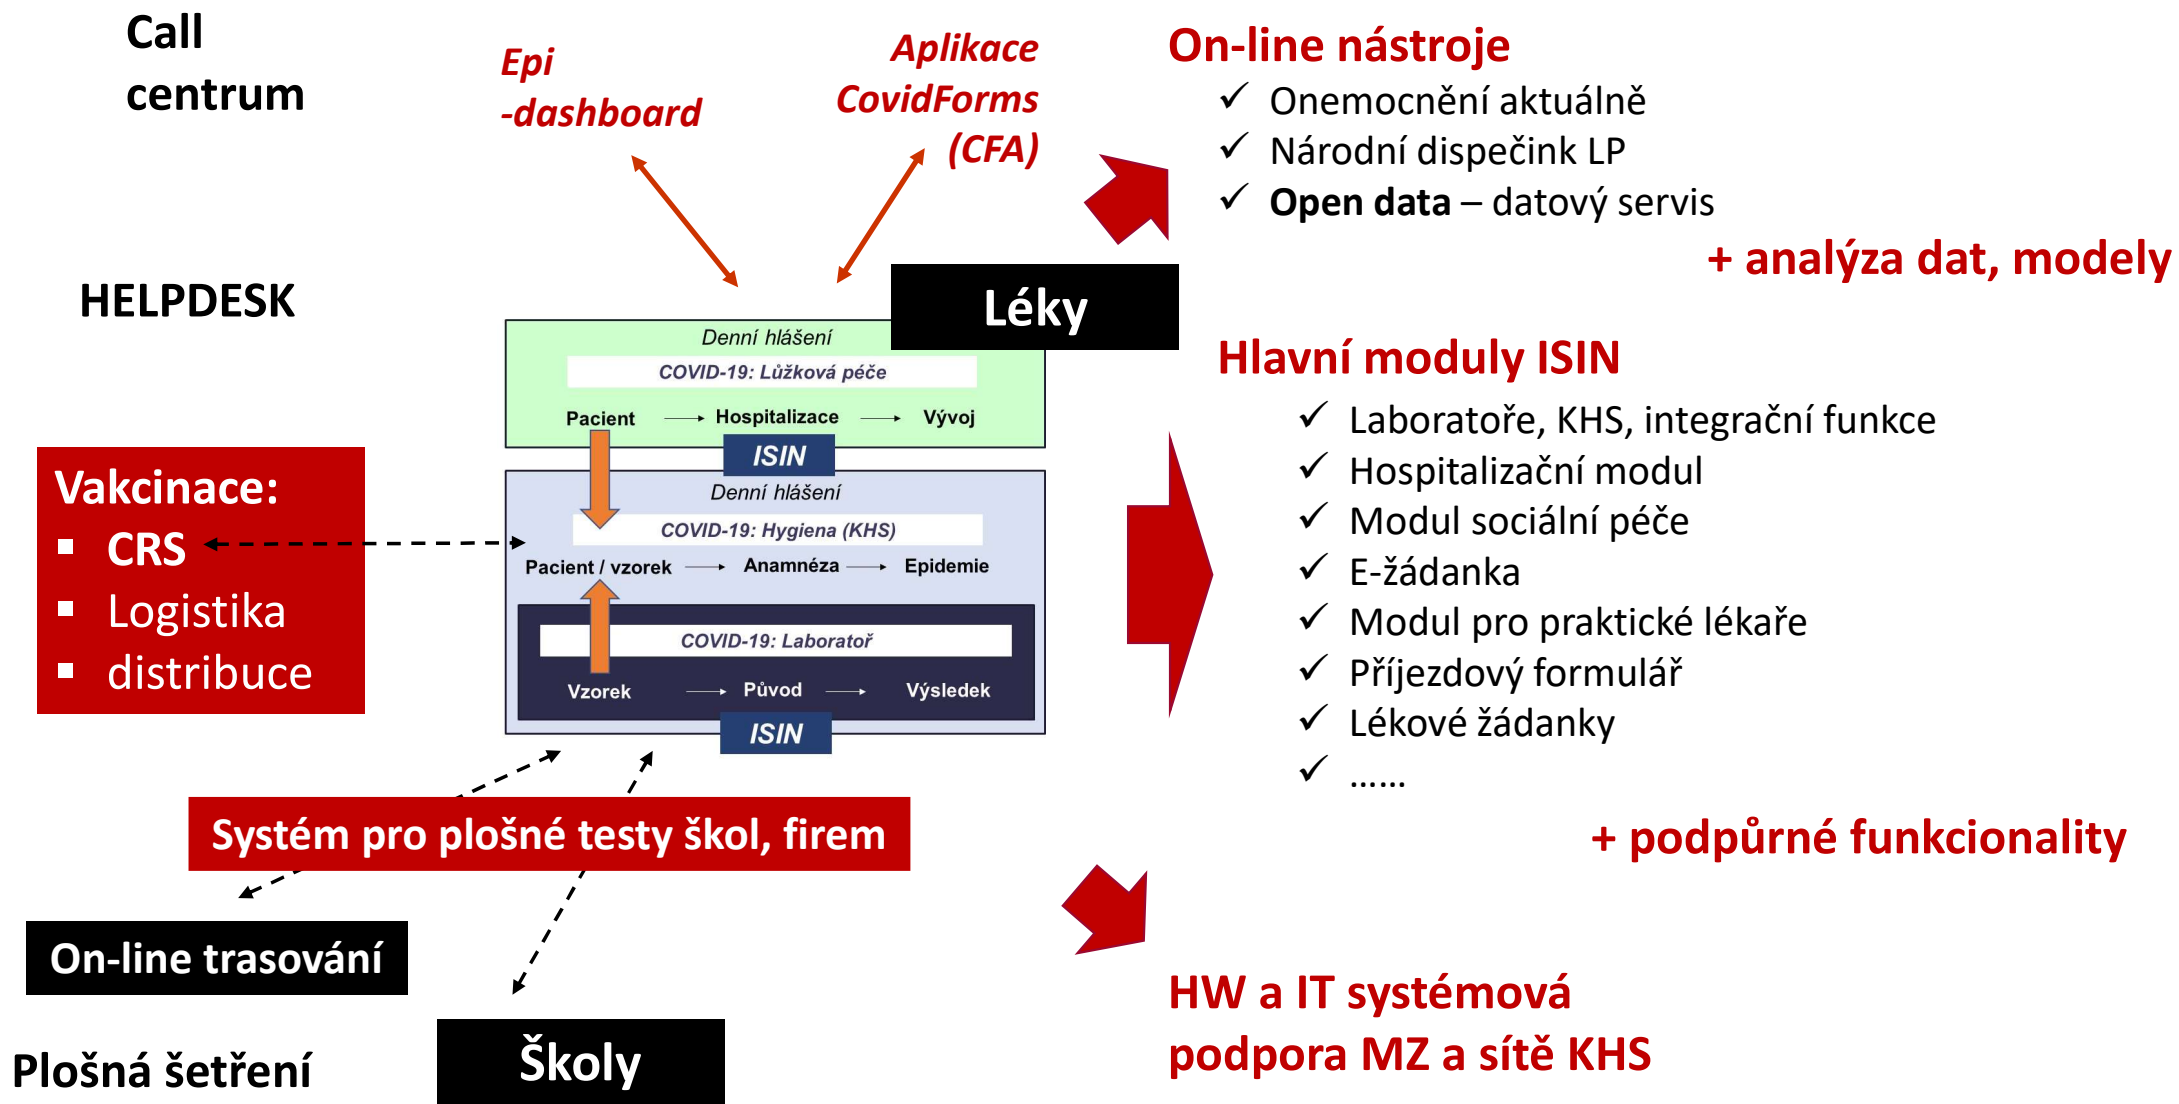 Call
centrum
Epi
-dashboard
Aplikace
CovidForms
(CFA)
On-line nástroje
✓ Onemocnění aktuálně
✓ Národní dispečink LP
✓ Open data – datový servis
+ analýza dat, modely
HELPDESK
Léky
Denní hlášení
COVID-19: Lůžková péče
Pacient → Hospitalizace → Vývoj
ISIN
Denní hlášení
COVID-19: Hygiena (KHS)
Pacient / vzorek → Anamnéza → Epidemie
COVID-19: Laboratoř
Vzorek → Původ → Výsledek
ISIN
Vakcinace:
▪ CRS
▪ Logistika
▪ distribuce
Hlavní moduly ISIN
✓ Laboratoře, KHS, integrační funkce
✓ Hospitalizační modul
✓ Modul sociální péče
✓ E-žádanka
✓ Modul pro praktické lékaře
✓ Příjezdový formulář
✓ Lékové žádanky
✓ ......
+ podpůrné funkcionality
Systém pro plošné testy škol, firem
On-line trasování
Plošná šetření
Školy
HW a IT systémová
podpora MZ a sítě KHS